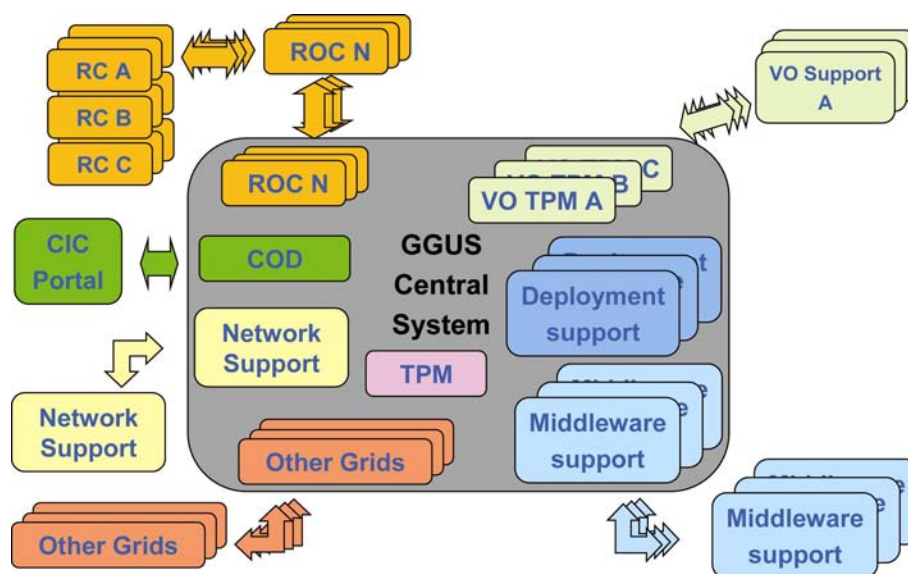 ROC N
RC A
RC B
RC C
VO Support
A
ROC N
C
B
VO TPM A
CIC
Portal
COD
GGUS
Central
System
Deployment
support
Network
Support
TPM
Network
Support
Middleware
support
Other Grids
Other Grids
Middleware
support